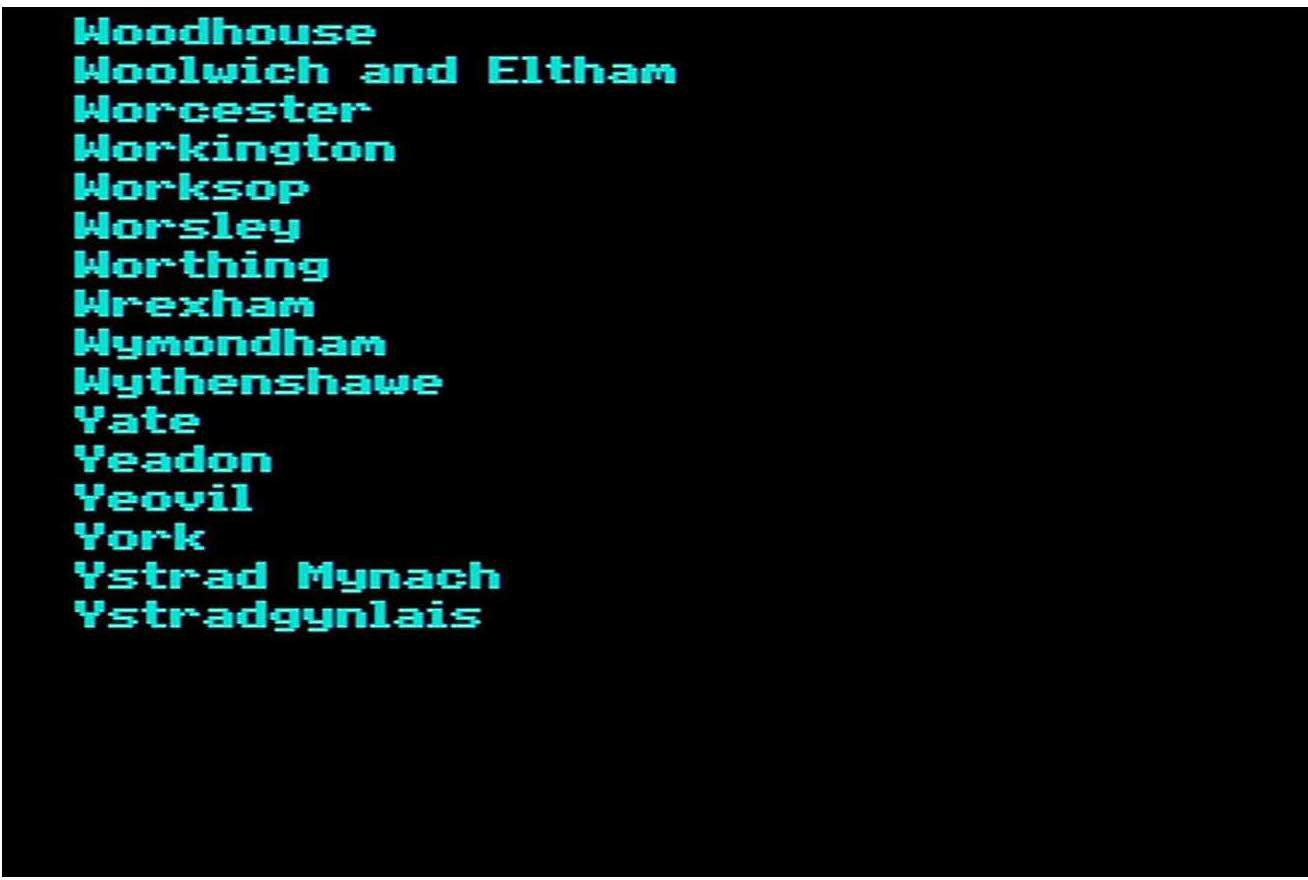 Woodhouse
Woolwich and Eltham
Worcester
Workington
Worksop
Worsley
Worthing
Wrexham
Wymondham
Wythenshawe
Yate
Yeadon
Yeovil
York
Ystrad Mynach
Ystradgynlais